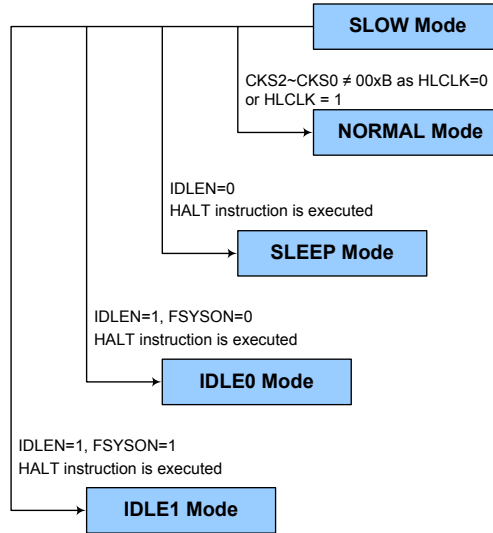 SLOW Mode
CKS2~CKS0 ≠ 00xB as HLCLK=0
or HLCLK = 1
NORMAL Mode
IDLEN=0
HALT instruction is executed
SLEEP Mode
IDLEN=1, FSYSON=0
HALT instruction is executed
IDLE0 Mode
IDLEN=1, FSYSON=1
HALT instruction is executed
IDLE1 Mode